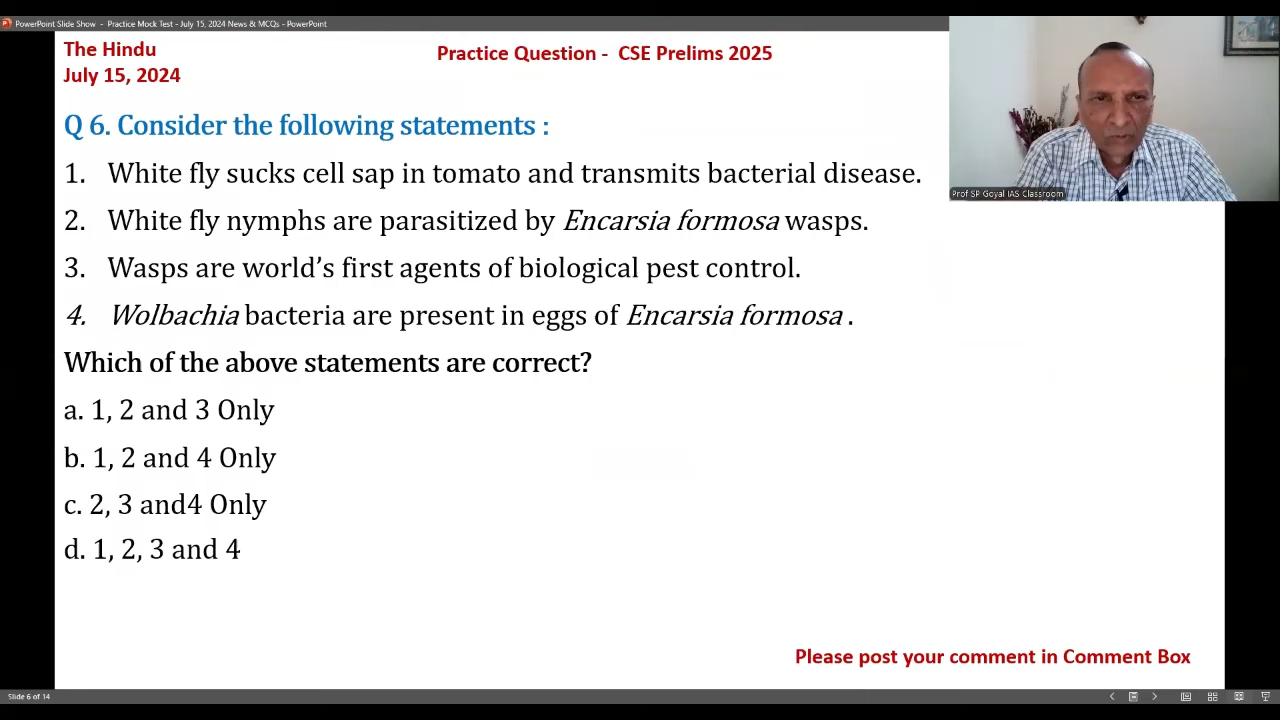 PowerPoint Slide Show - Practice Mock Test - July 15, 2024 News & MCQs - PowerPoint
The Hindu
July 15, 2024
Practice Question - CSE Prelims 2025
Q 6. Consider the following statements :
1. White fly sucks cell sap in tomato and transmits bacterial disease.
2. White fly nymphs are parasitized by Encarsia formosa wasps.
3. Wasps are world's first agents of biological pest control.
4. Wolbachia bacteria are present in eggs of Encarsia formosa .
Which of the above statements are correct?
a. 1, 2 and 3 Only
b. 1, 2 and 4 Only
c. 2, 3 and4 Only
d. 1, 2, 3 and 4
Please post your comment in Comment Box
Prof SP Goyal IAS Classroom
Slide 6 of 14